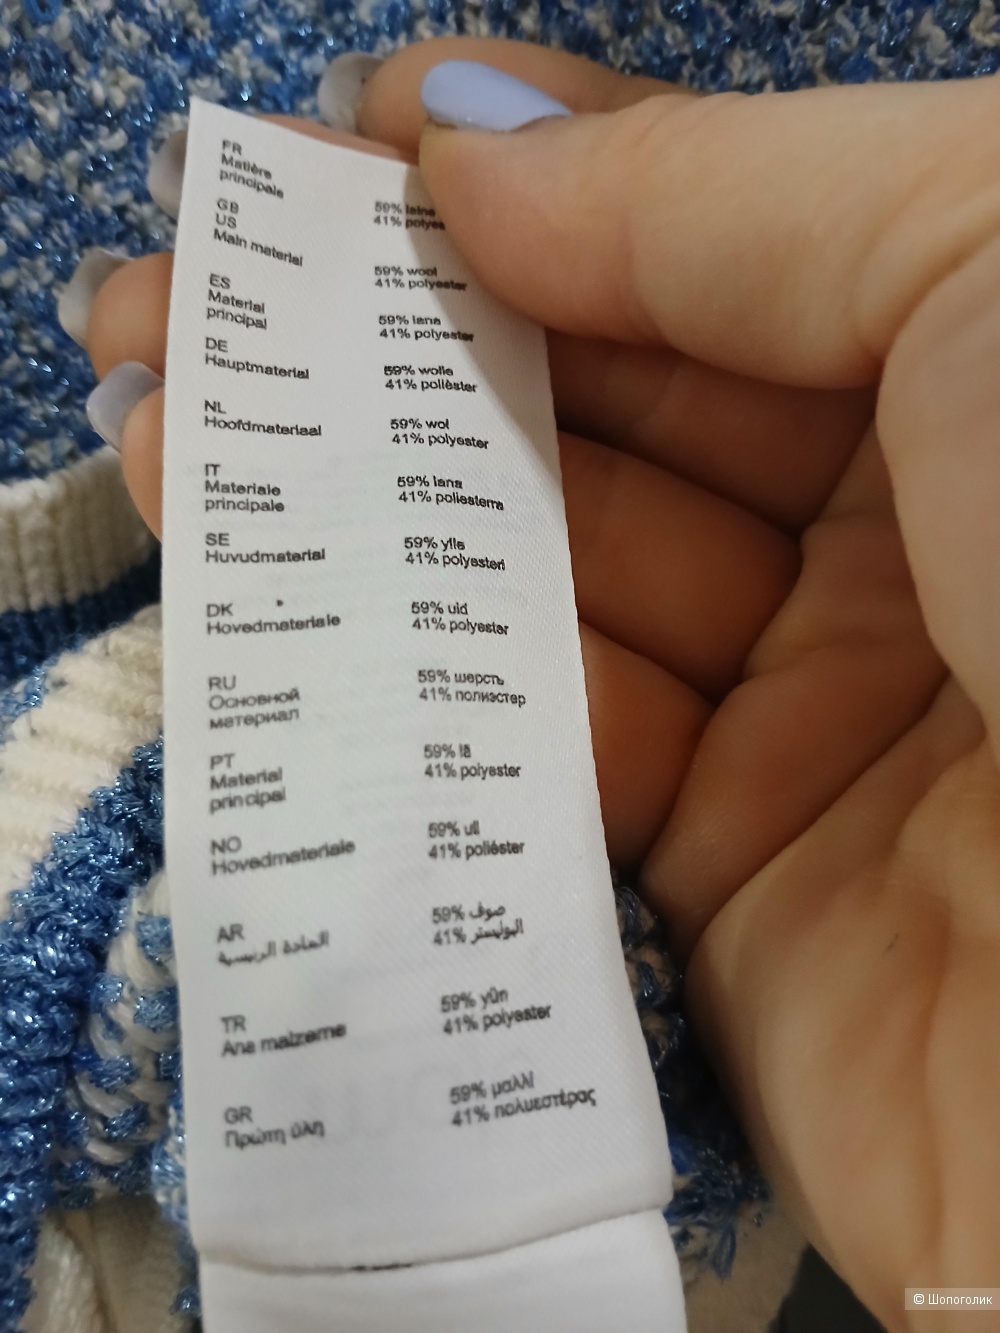 FR
Matière
principale
59% laine
41% polyes
GB
US
Main material
59% wool
41% polyester
ES
Material
principal
59% lana
41% polyester
DE
Hauptmaterial
59% wolle
41% polièster
NL
Hoofdmateriaal
59% wol
41% polyester
IT
Materiale
principale
59% lana
41% poliesterra
SE
Huvudmaterial
59% ylle
41% polyesteri
DK
Hovedmateriale
59% uld
41% polyester
RU
Основной
материал
59% шерсть
41% полиэстер
PT
Material
principal
59% lã
41% polyester
NO
Hovedmateriale
59% ull
41% poliéster
AR
المادة الرئيسية
59% صوف
41% البوليستر
TR
Ana malzeme
59% yün
41% polyester
GR
Πρώτη ύλη
59% μαλλί
41% πολυεστέρας
© Шопоголик